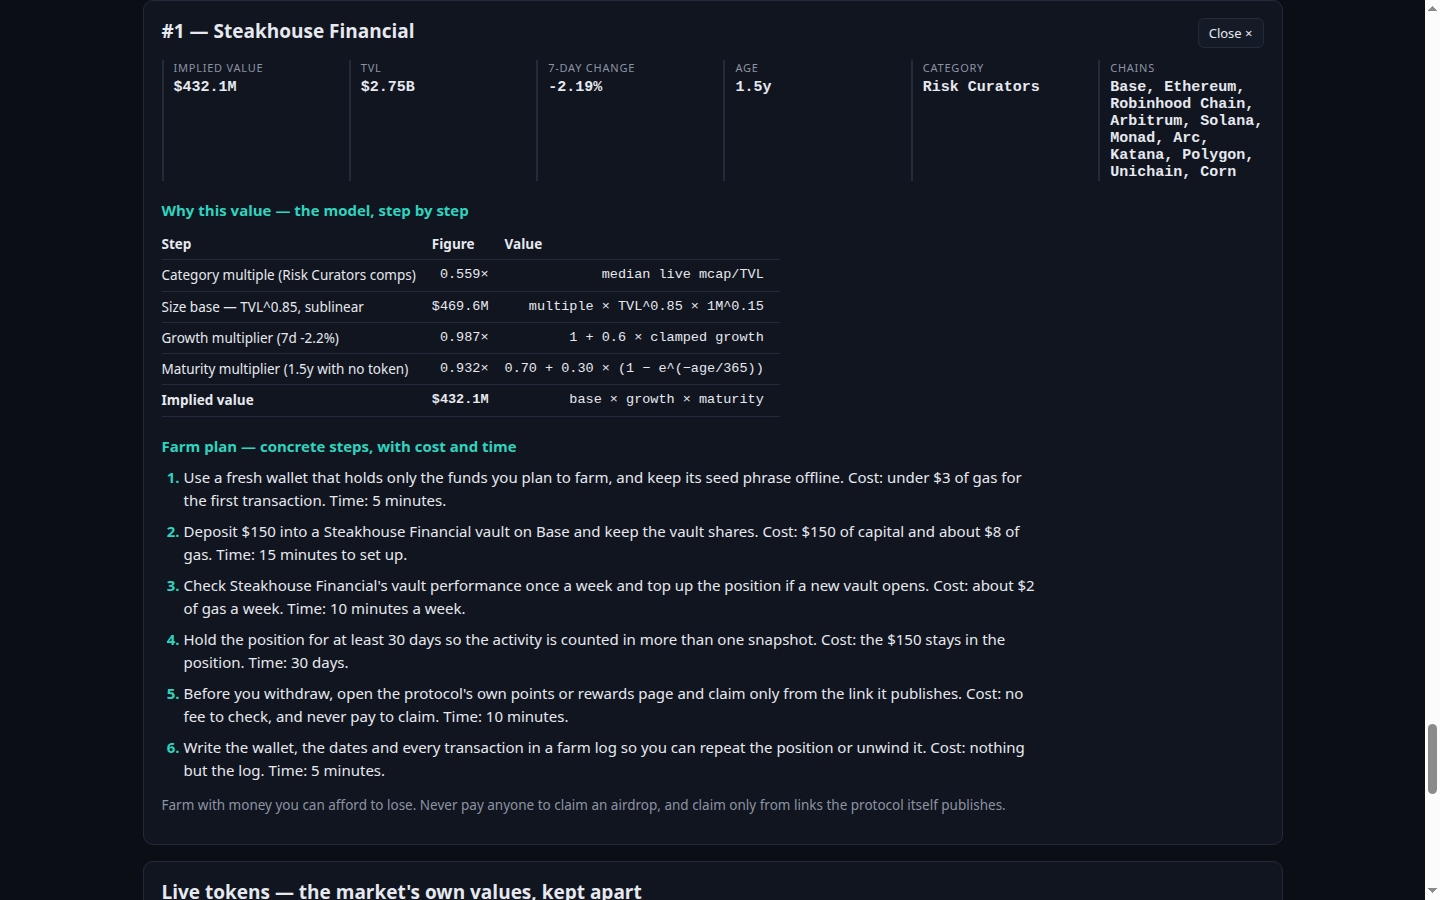 #1 — Steakhouse Financial
Close ×
IMPLIED VALUE
$432.1M
TVL
$2.75B
7-DAY CHANGE
-2.19%
AGE
1.5y
CATEGORY
Risk Curators
CHAINS
Base, Ethereum,
Robinhood Chain,
Arbitrum, Solana,
Monad, Arc,
Katana, Polygon,
Unichain, Corn
Why this value — the model, step by step
Step Figure Value
Category multiple (Risk Curators comps) 0.559× median live mcap/TVL
Size base — TVL^0.85, sublinear $469.6M multiple × TVL^0.85 × 1M^0.15
Growth multiplier (7d -2.2%) 0.987× 1 + 0.6 × clamped growth
Maturity multiplier (1.5y with no token) 0.932× 0.70 + 0.30 × (1 − e^(−age/365))
Implied value $432.1M base × growth × maturity
Farm plan — concrete steps, with cost and time
1. Use a fresh wallet that holds only the funds you plan to farm, and keep its seed phrase offline. Cost: under $3 of gas for
the first transaction. Time: 5 minutes.
2. Deposit $150 into a Steakhouse Financial vault on Base and keep the vault shares. Cost: $150 of capital and about $8 of
gas. Time: 15 minutes to set up.
3. Check Steakhouse Financial's vault performance once a week and top up the position if a new vault opens. Cost: about $2
of gas a week. Time: 10 minutes a week.
4. Hold the position for at least 30 days so the activity is counted in more than one snapshot. Cost: the $150 stays in the
position. Time: 30 days.
5. Before you withdraw, open the protocol's own points or rewards page and claim only from the link it publishes. Cost: no
fee to check, and never pay to claim. Time: 10 minutes.
6. Write the wallet, the dates and every transaction in a farm log so you can repeat the position or unwind it. Cost: nothing
but the log. Time: 5 minutes.
Farm with money you can afford to lose. Never pay anyone to claim an airdrop, and claim only from links the protocol itself publishes.
Live tokens — the market's own values, kept apart